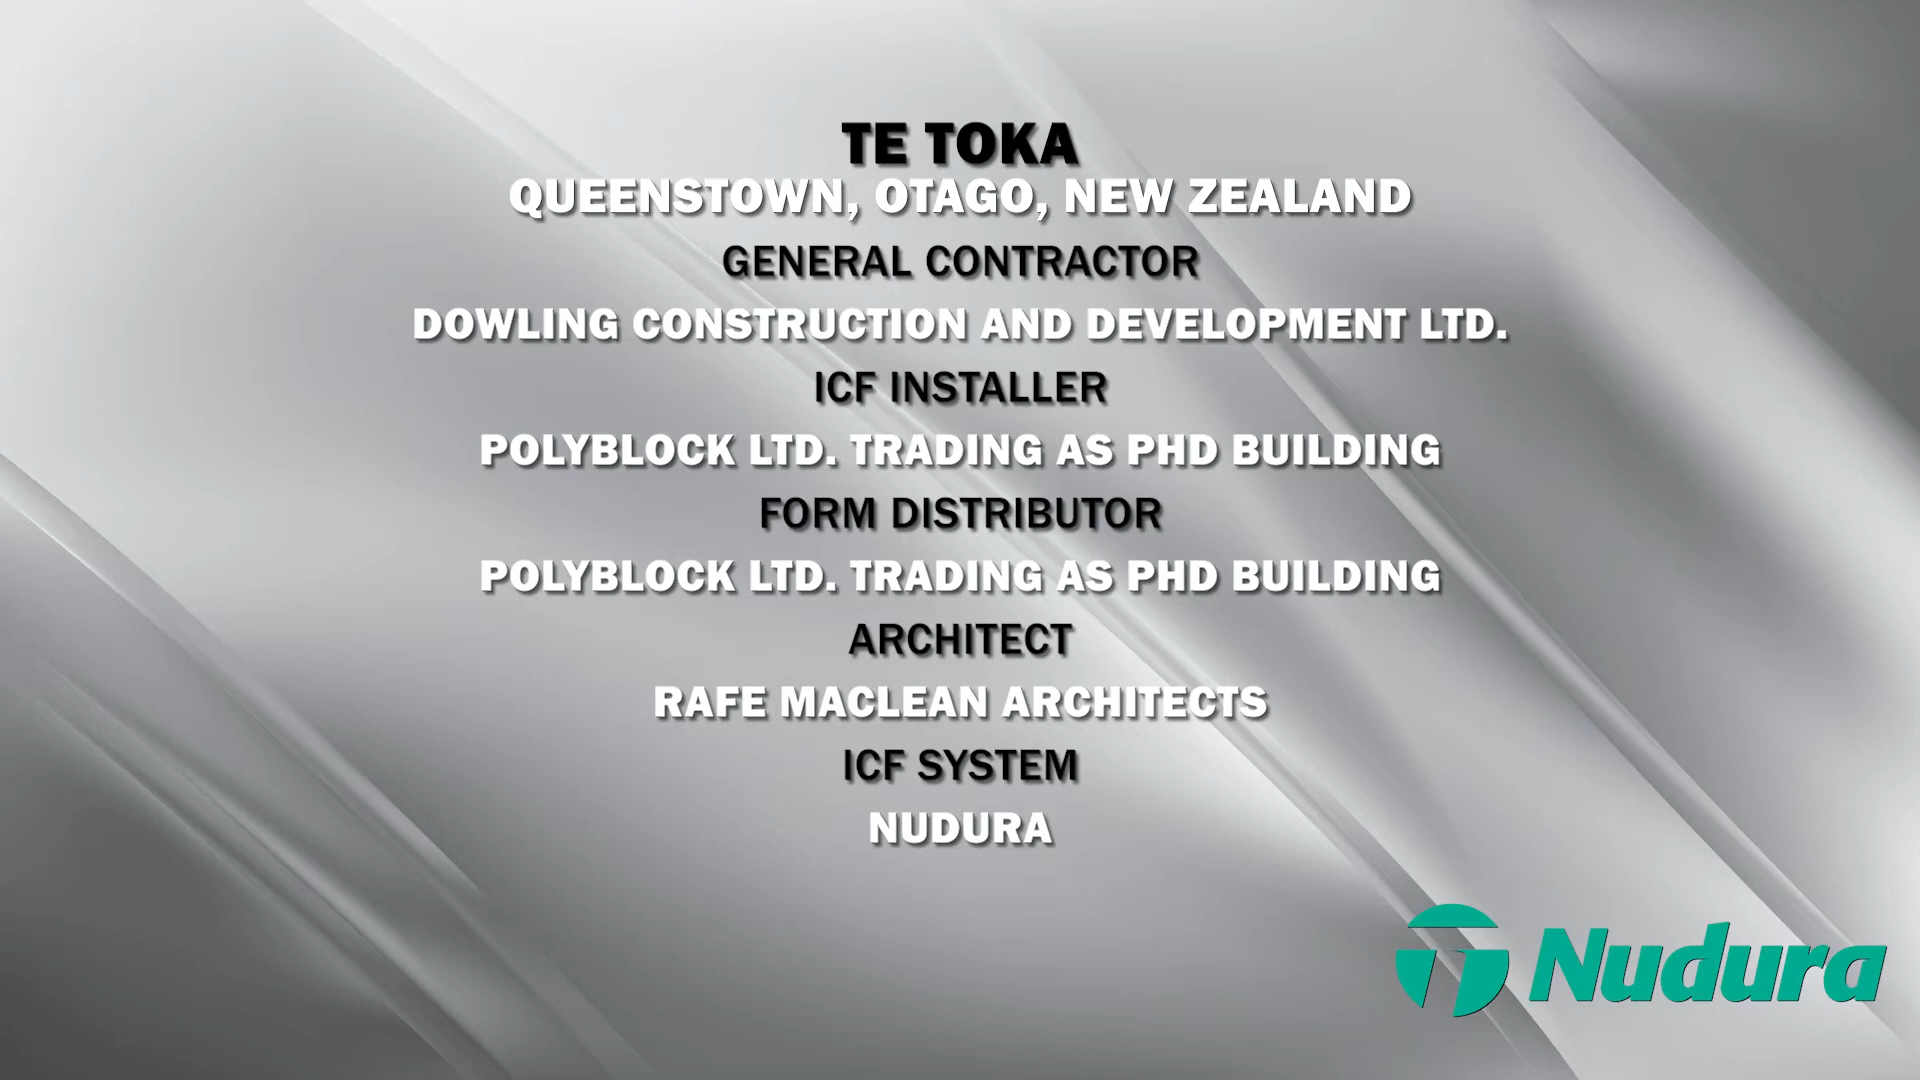 TE TOKA
QUEENSTOWN, OTAGO, NEW ZEALAND
GENERAL CONTRACTOR
DOWLING CONSTRUCTION AND DEVELOPMENT LTD.
ICF INSTALLER
POLYBLOCK LTD. TRADING AS PHD BUILDING
FORM DISTRIBUTOR
POLYBLOCK LTD. TRADING AS PHD BUILDING
ARCHITECT
RAFE MACLEAN ARCHITECTS
ICF SYSTEM
NUDURA
Nudura